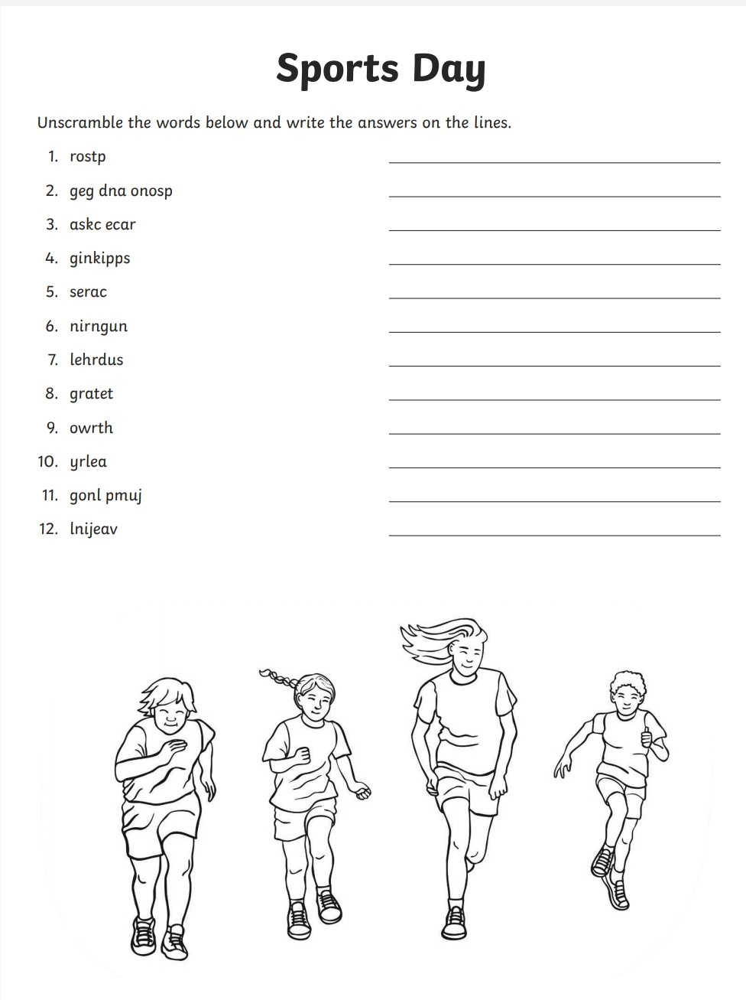 Sports Day
Unscramble the words below and write the answers on the lines.
1. rostp
2. geg dna onosp
3. askc ecar
4. ginkipps
5. serac
6. nirngun
7. lehrdus
8. gratet
9. owrth
10. yrlea
11. gonl pmuj
12. lnijeav